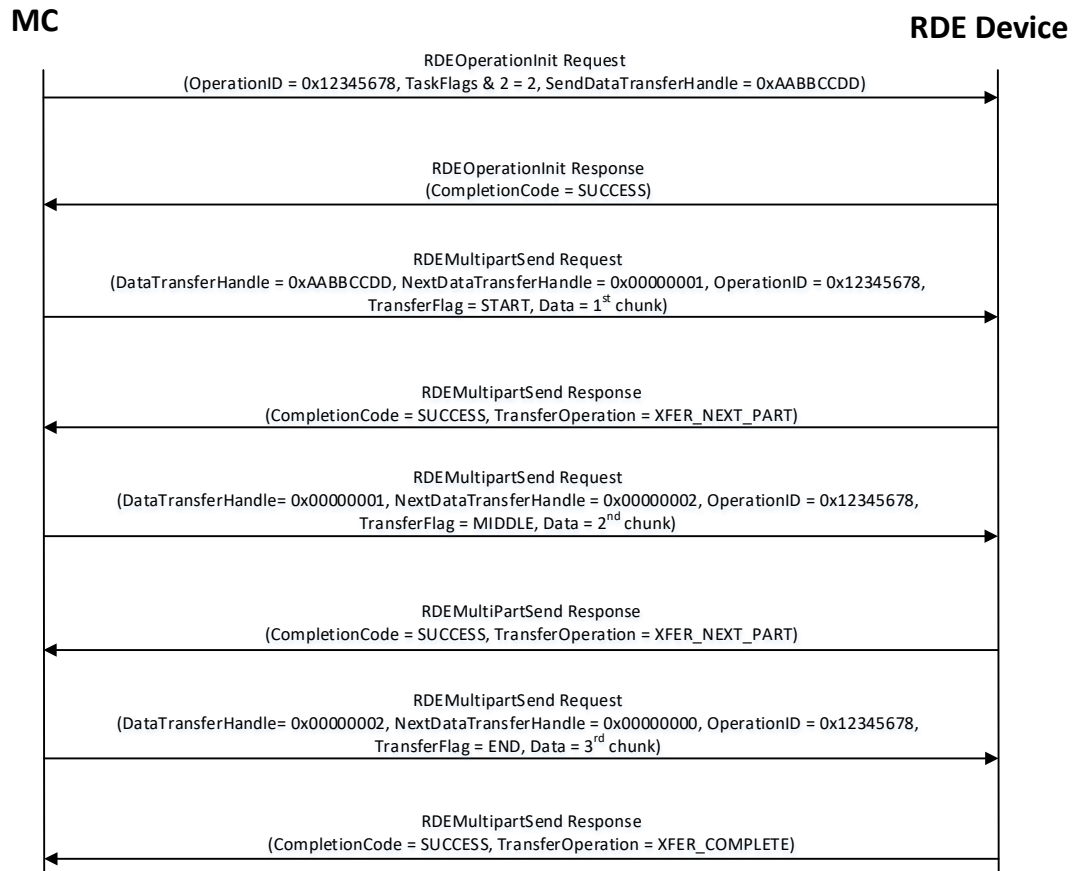 MC
RDE Device
RDEOperationInit Request
(OperationID = 0x12345678, TaskFlags & 2 = 2, SendDataTransferHandle = 0xAABBCCDD)
RDEOperationInit Response
(CompletionCode = SUCCESS)
RDEMultipartSend Request
(DataTransferHandle = 0xAABBCCDD, NextDataTransferHandle = 0x00000001, OperationID = 0x12345678,
TransferFlag = START, Data = 1st chunk)
RDEMultipartSend Response
(CompletionCode = SUCCESS, TransferOperation = XFER_NEXT_PART)
RDEMultipartSend Request
(DataTransferHandle= 0x00000001, NextDataTransferHandle = 0x00000002, OperationID = 0x12345678,
TransferFlag = MIDDLE, Data = 2nd chunk)
RDEMultiPartSend Response
(CompletionCode = SUCCESS, TransferOperation = XFER_NEXT_PART)
RDEMultipartSend Request
(DataTransferHandle= 0x00000002, NextDataTransferHandle = 0x00000000, OperationID = 0x12345678,
TransferFlag = END, Data = 3rd chunk)
RDEMultipartSend Response
(CompletionCode = SUCCESS, TransferOperation = XFER_COMPLETE)